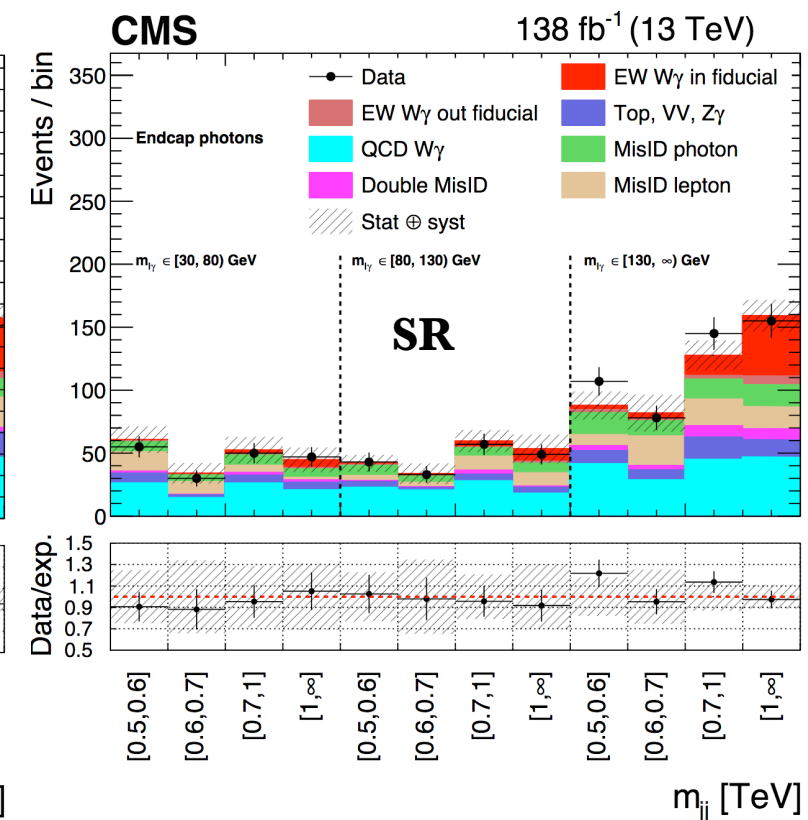 CMS 138 fb⁻¹ (13 TeV)
Events / bin
350
300
250
200
150
100
50
0
Data
EW Wγ in fiducial
EW Wγ out fiducial
Top, VV, Zγ
QCD Wγ
MisID photon
Double MisID
MisID lepton
Stat ⊕ syst
Endcap photons
m_lγ ∈ [30, 80) GeV
m_lγ ∈ [80, 130) GeV
m_lγ ∈ [130, ∞) GeV
SR
Data/exp.
1.5
1.3
1.1
0.9
0.7
0.5
[0.5,0.6]
[0.6,0.7]
[0.7,1]
[1,∞]
[0.5,0.6]
[0.6,0.7]
[0.7,1]
[1,∞]
[0.5,0.6]
[0.6,0.7]
[0.7,1]
[1,∞]
m_jj [TeV]
]